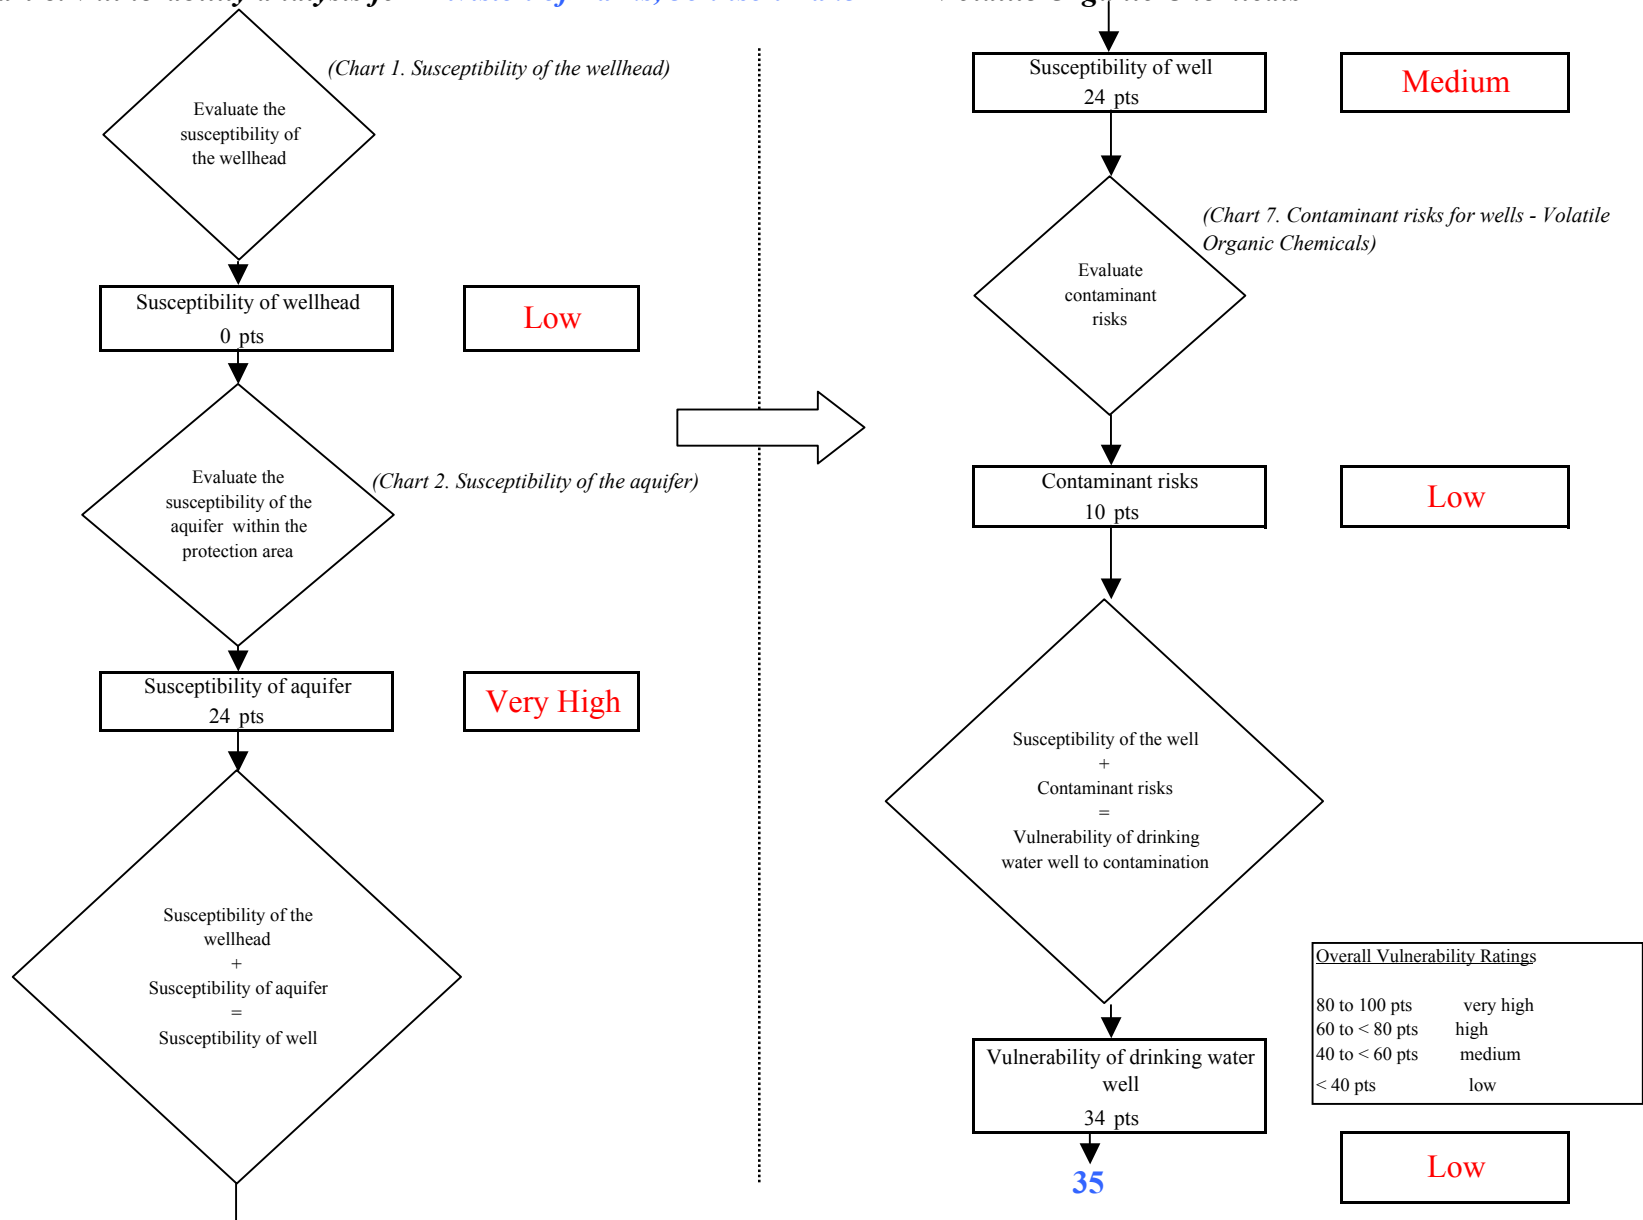 (Chart 1. Susceptibility of the wellhead)
Evaluate the
susceptibility of
the wellhead
Susceptibility of wellhead
0 pts
Low
Evaluate the
susceptibility of the
aquifer within the
protection area
(Chart 2. Susceptibility of the aquifer)
Susceptibility of aquifer
24 pts
Very High
Susceptibility of the
wellhead
+
Susceptibility of aquifer
=
Susceptibility of well
Susceptibility of well
24 pts
Medium
(Chart 7. Contaminant risks for wells - Volatile
Organic Chemicals)
Evaluate
contaminant
risks
Contaminant risks
10 pts
Low
Susceptibility of the well
+
Contaminant risks
=
Vulnerability of drinking
water well to contamination
Overall Vulnerability Ratings
80 to 100 pts very high
60 to < 80 pts high
40 to < 60 pts medium
< 40 pts low
Vulnerability of drinking water
well
34 pts
35
Low